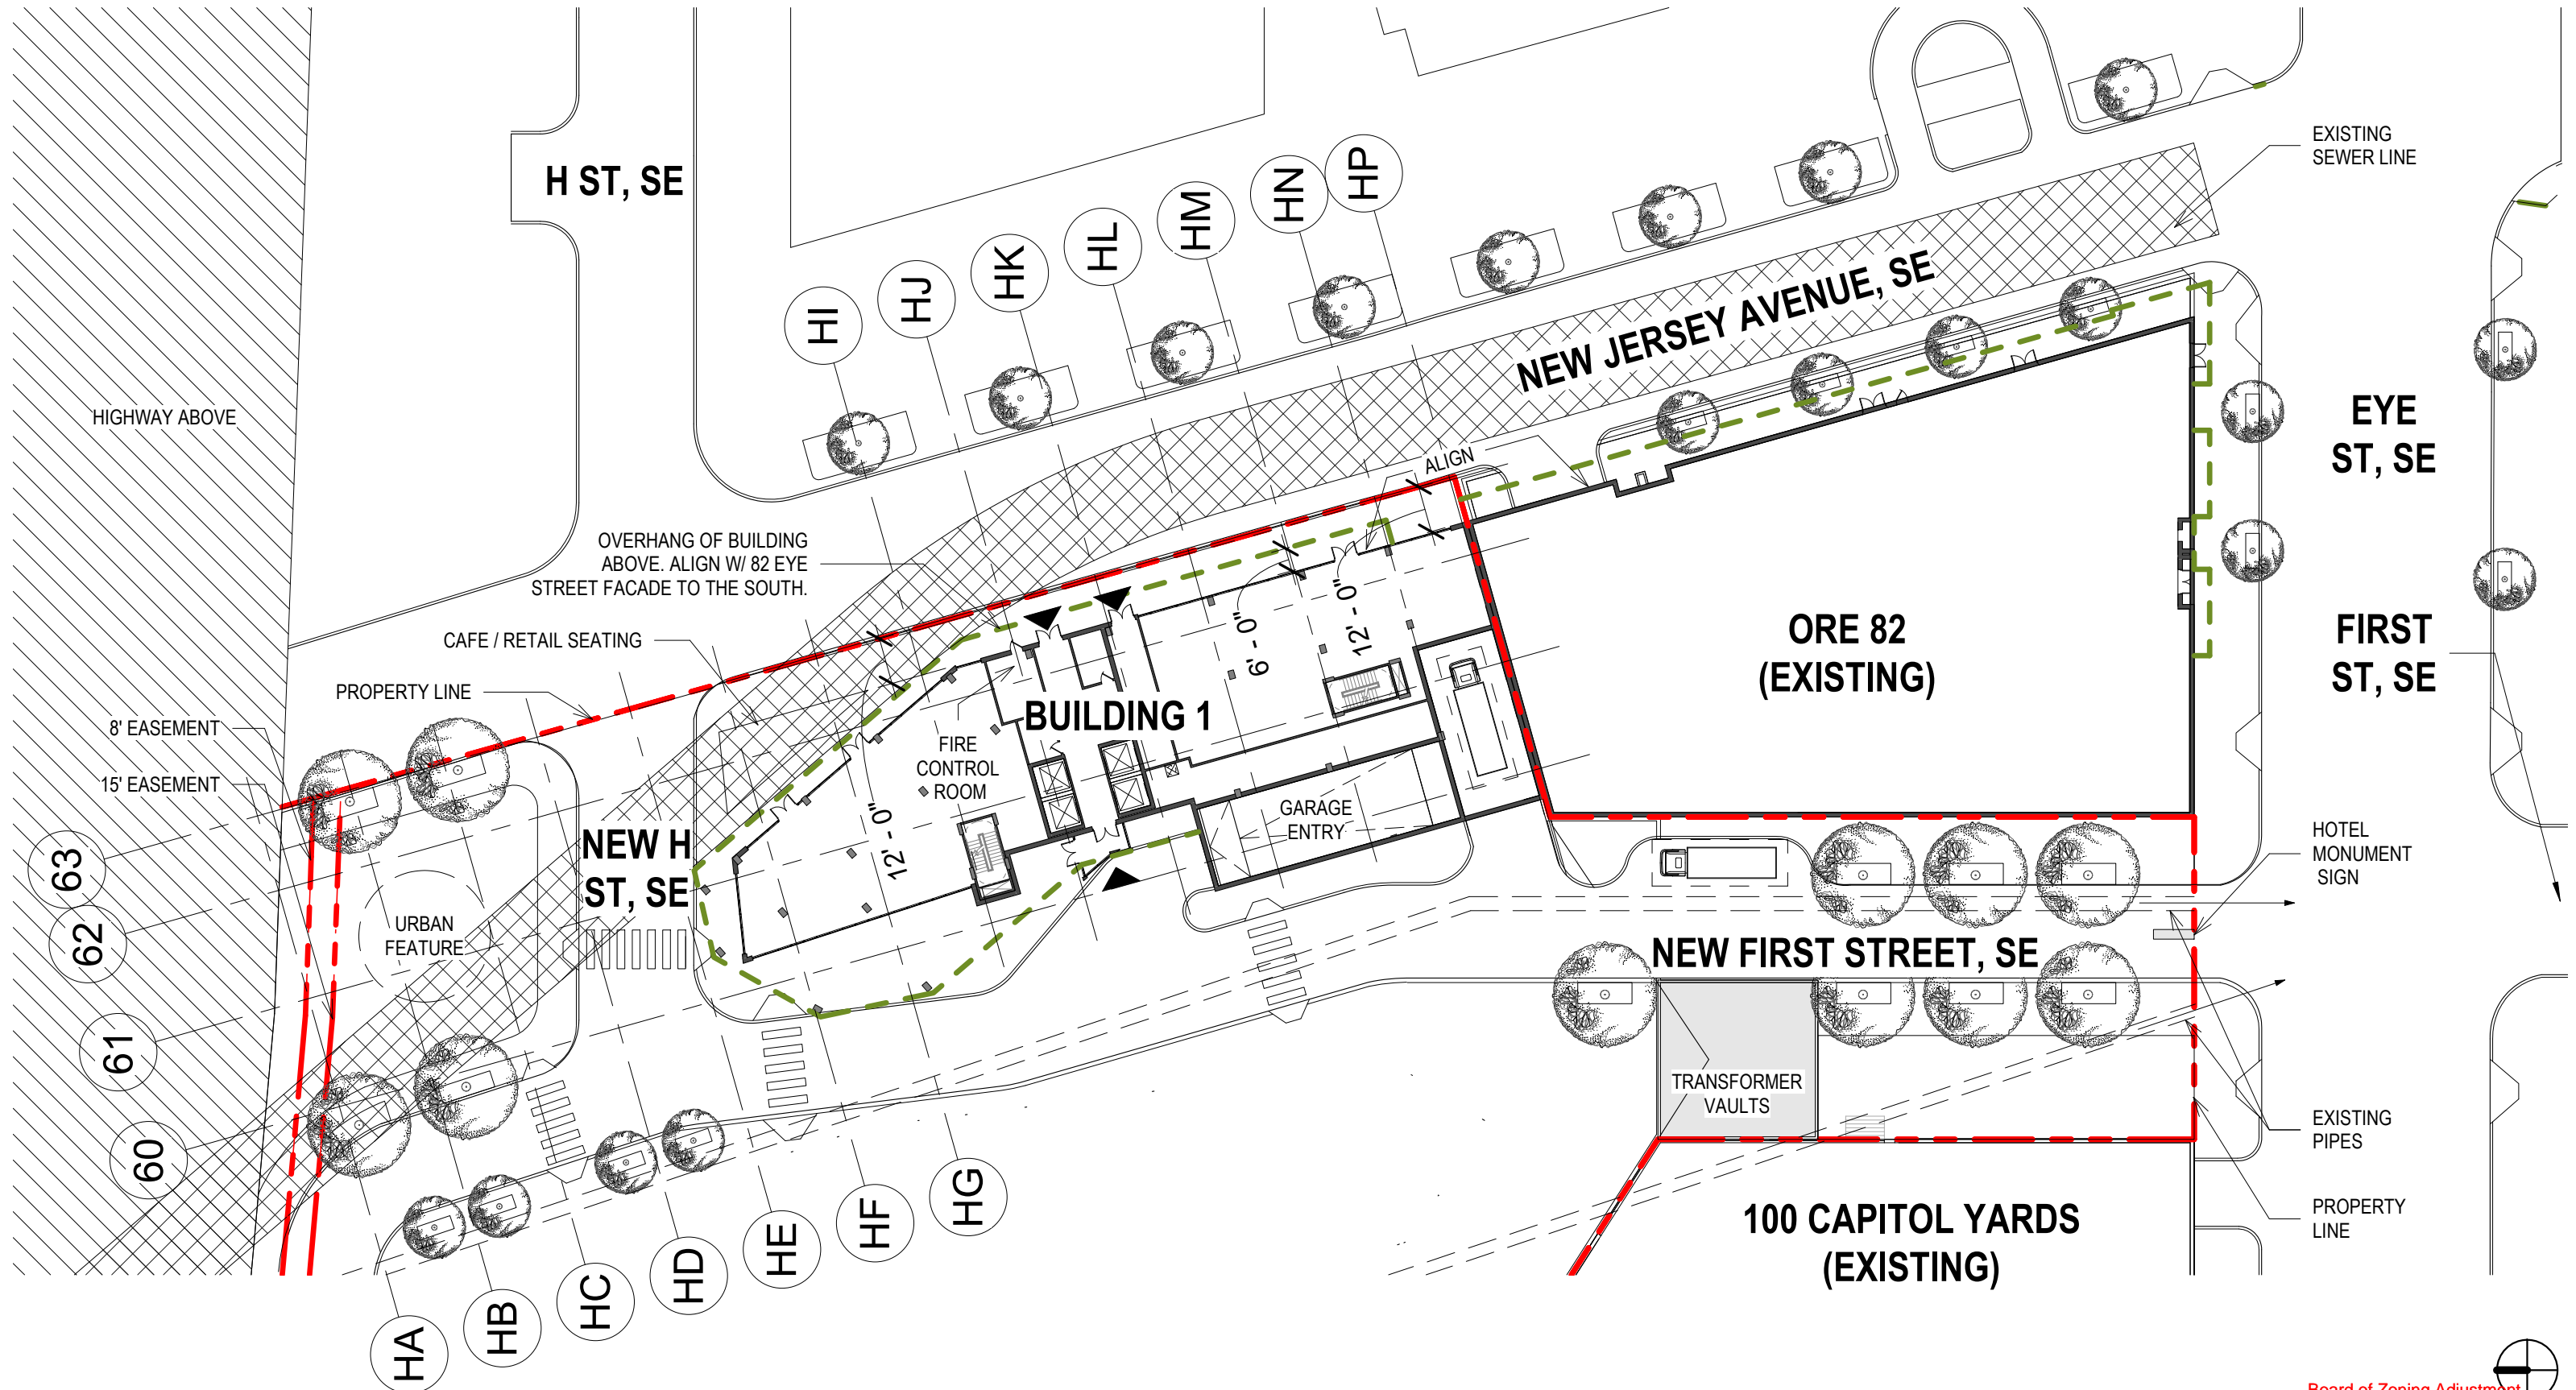 H ST, SE
HIGHWAY ABOVE
HI
HJ
HK
HL
HM
HN
HP
EXISTING
SEWER LINE
NEW JERSEY AVENUE, SE
EYE
ST, SE
FIRST
ST, SE
ALIGN
OVERHANG OF BUILDING
ABOVE. ALIGN W/ 82 EYE
STREET FACADE TO THE SOUTH.
CAFE / RETAIL SEATING
PROPERTY LINE
8' EASEMENT
15' EASEMENT
BUILDING 1
6' - 0"
12' - 0"
12' - 0"
FIRE
CONTROL
ROOM
GARAGE
ENTRY
ORE 82
(EXISTING)
NEW H
ST, SE
URBAN
FEATURE
63
62
61
60
HOTEL
MONUMENT
SIGN
NEW FIRST STREET, SE
TRANSFORMER
VAULTS
EXISTING
PIPES
PROPERTY
LINE
100 CAPITOL YARDS
(EXISTING)
HA
HB
HC
HD
HE
HF
HG
Board of Zoning Adjustment